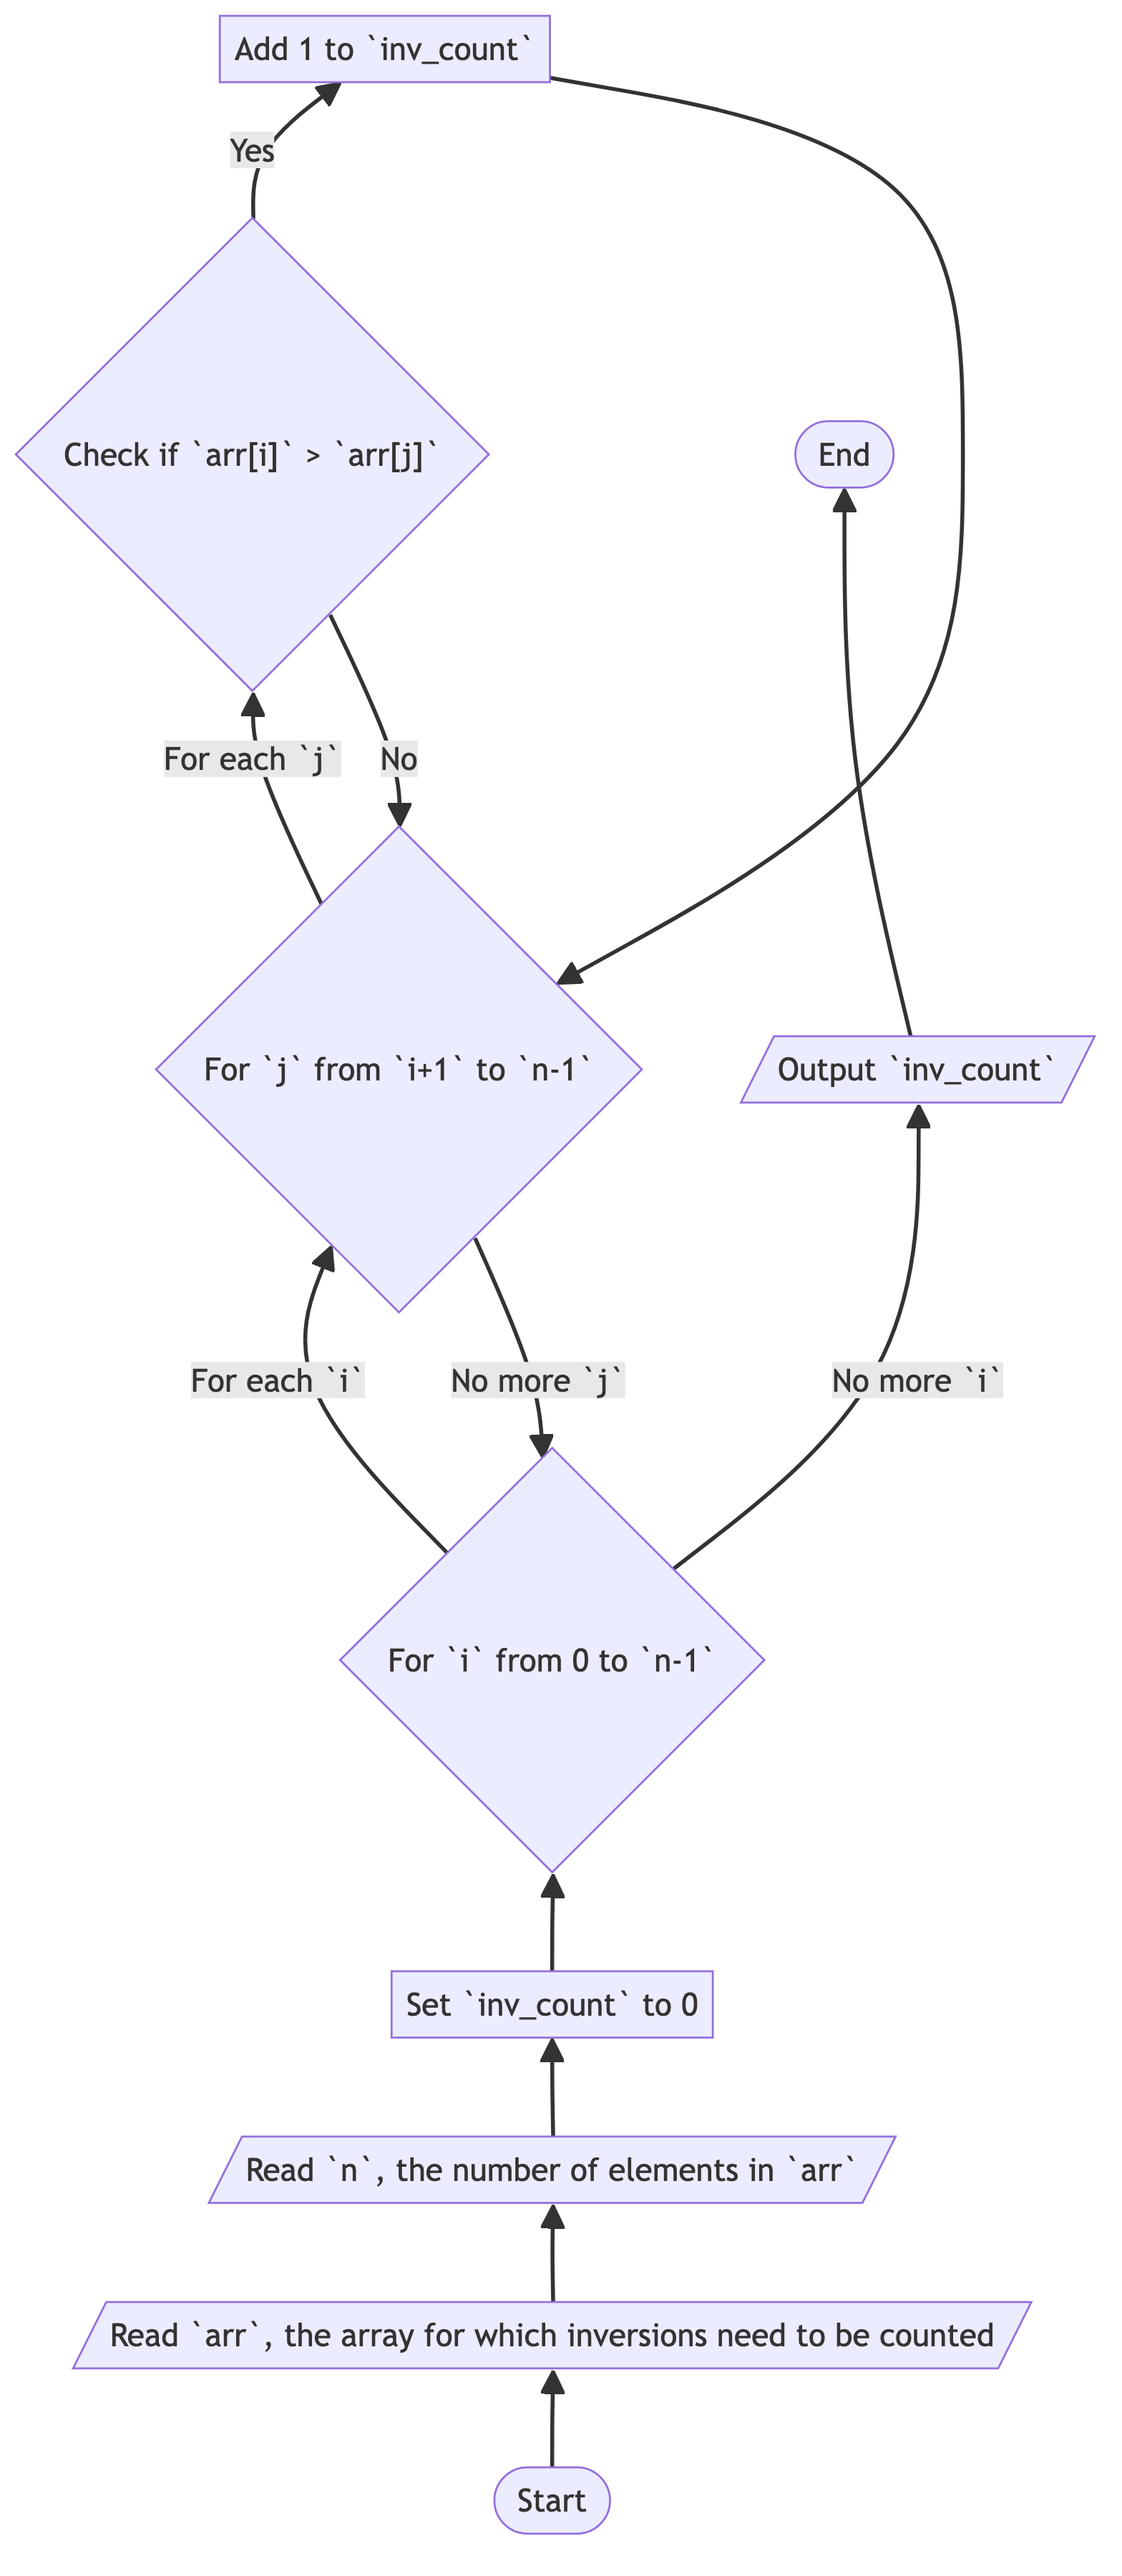 Add 1 to `inv_count`
Yes
Check if `arr[i]` > `arr[j]`
End
For each `j`
No
For `j` from `i+1` to `n-1`
Output `inv_count`
For each `i`
No more `j`
No more `i`
For `i` from 0 to `n-1`
Set `inv_count` to 0
Read `n`, the number of elements in `arr`
Read `arr`, the array for which inversions need to be counted
Start